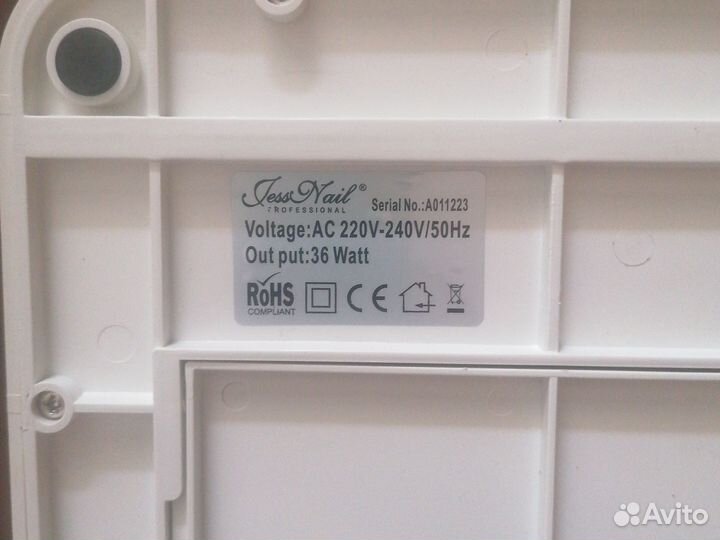 JessNail®
PROFESSIONAL
Serial No.:A011223
Voltage:AC 220V-240V/50Hz
Out put:36 Watt
RoHS
COMPLIANT
CE
Avito